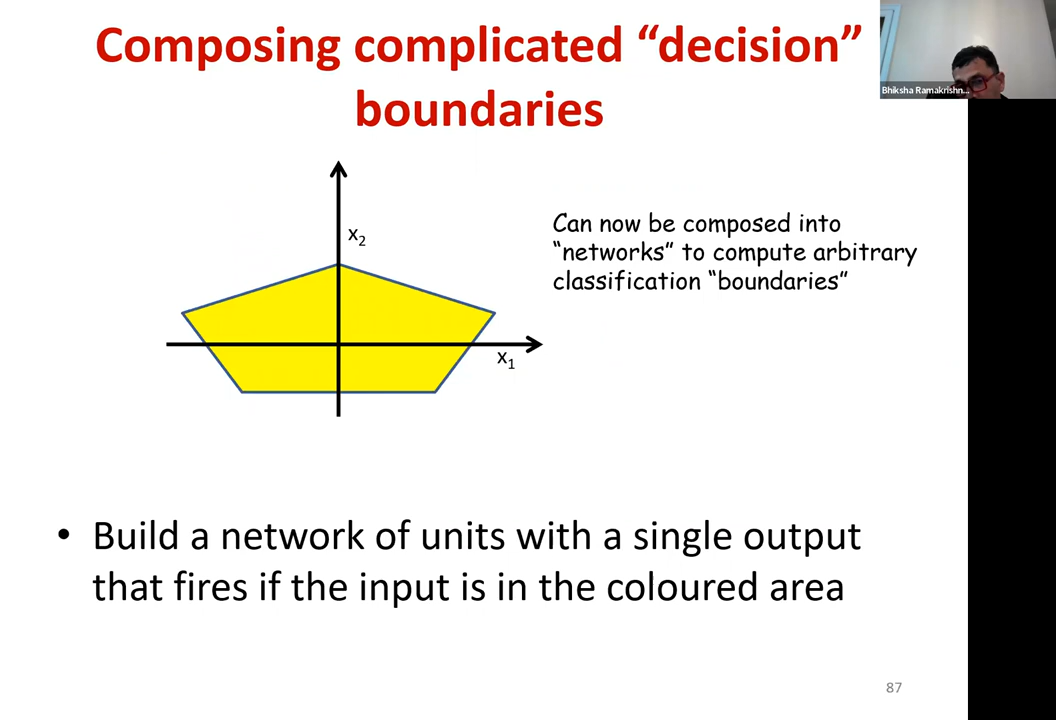 Composing complicated “decision”
boundaries
Bhiksha Ramakrishn...
x2
Can now be composed into
“networks” to compute arbitrary
classification “boundaries”
x1
• Build a network of units with a single output
that fires if the input is in the coloured area
87